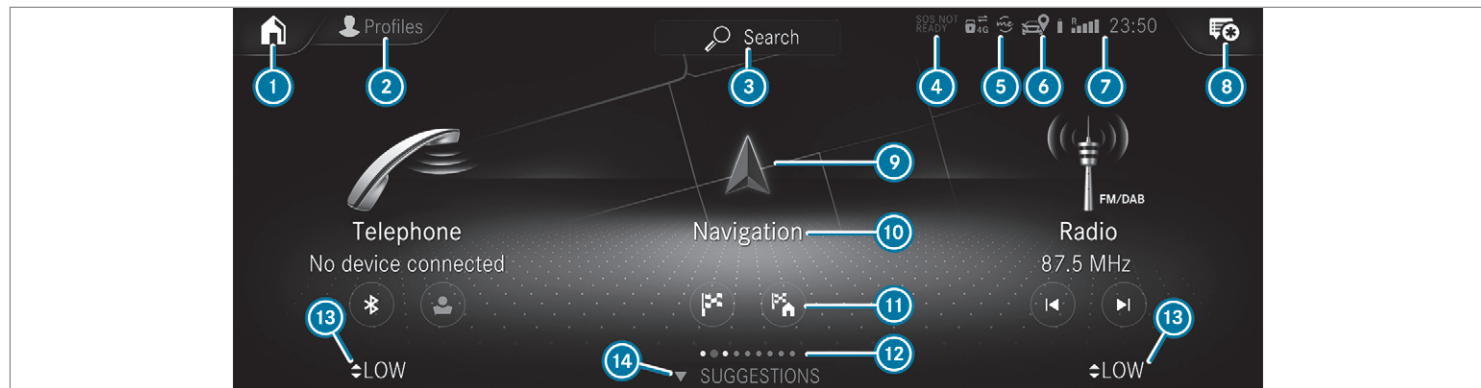 Profiles
Search
SOS NOT
READY
4G
me
R
23:50
1
2
3
4
5
6
7
8
9
FM/DAB
Telephone
Navigation
10
Radio
No device connected
87.5 MHz
11
13
13
12
14
LOW
SUGGESTIONS
LOW